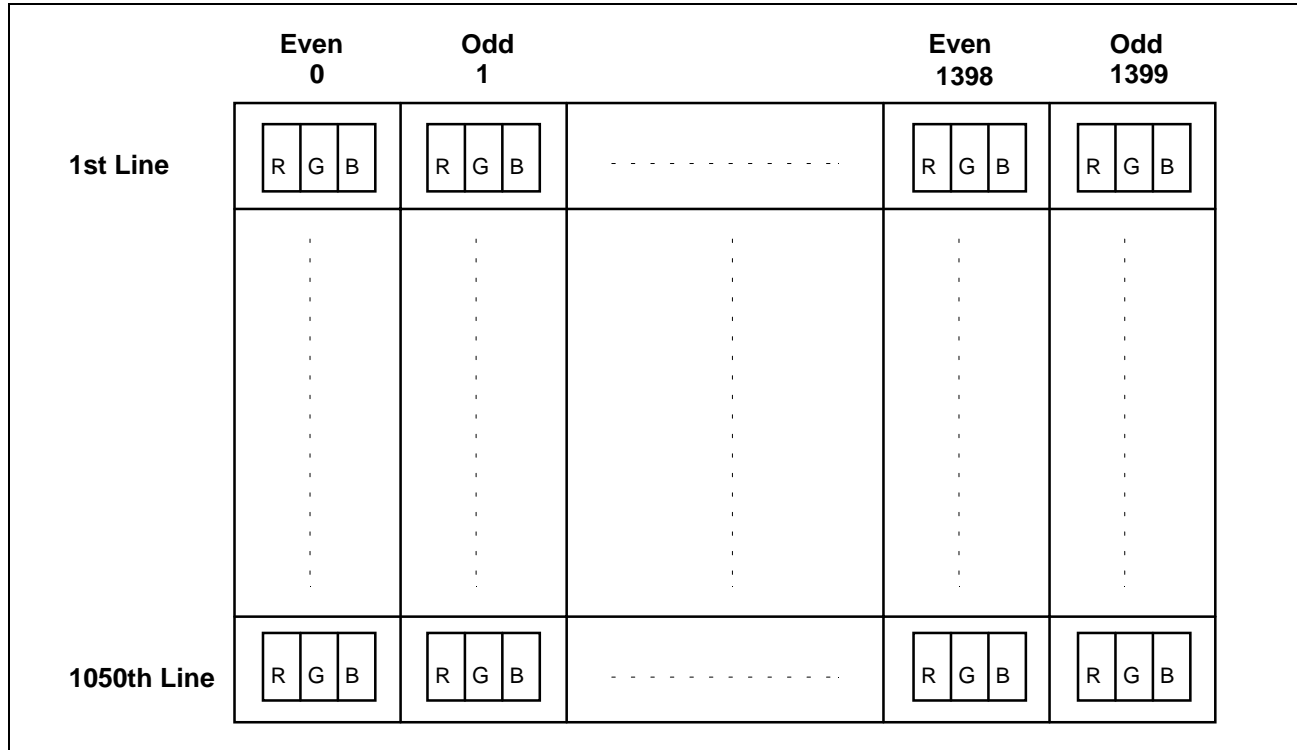 Even Odd Even Odd
0 1 1398 1399
1st Line R G B R G B R G B R G B
1050th Line R G B R G B R G B R G B